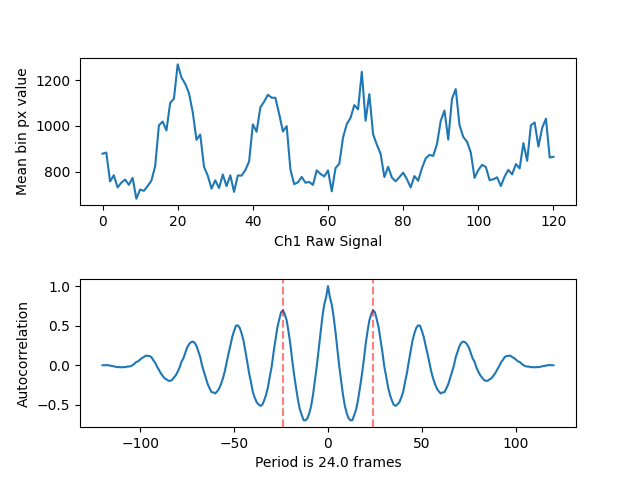 Mean bin px value
1200
1000
800
0 20 40 60 80 100 120
Ch1 Raw Signal
Autocorrelation
1.0
0.5
0.0
−0.5
−100 −50 0 50 100
Period is 24.0 frames